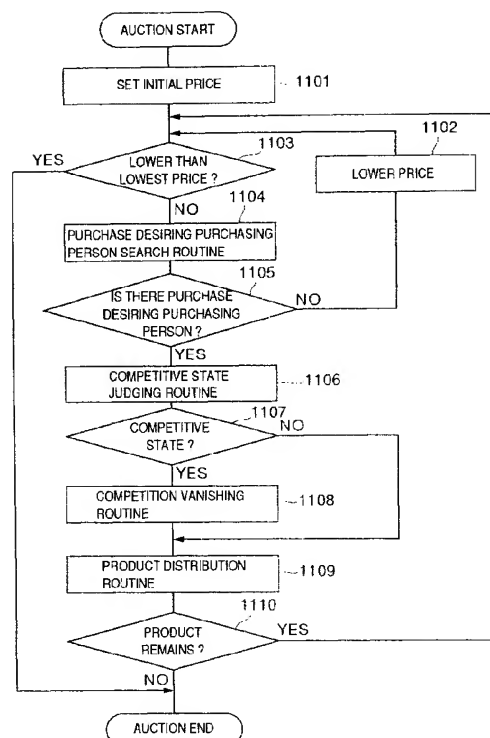 AUCTION START
SET INITIAL PRICE
1101
1102
LOWER PRICE
1103
YES
LOWER THAN
LOWEST PRICE ?
NO
1104
PURCHASE DESIRING PURCHASING
PERSON SEARCH ROUTINE
1105
IS THERE PURCHASE
DESIRING PURCHASING
PERSON ?
NO
YES
COMPETITIVE STATE
JUDGING ROUTINE
1106
1107
COMPETITIVE
STATE ?
NO
YES
COMPETITION VANISHING
ROUTINE
1108
PRODUCT DISTRIBUTION
ROUTINE
1109
1110
PRODUCT
REMAINS ?
YES
NO
AUCTION END